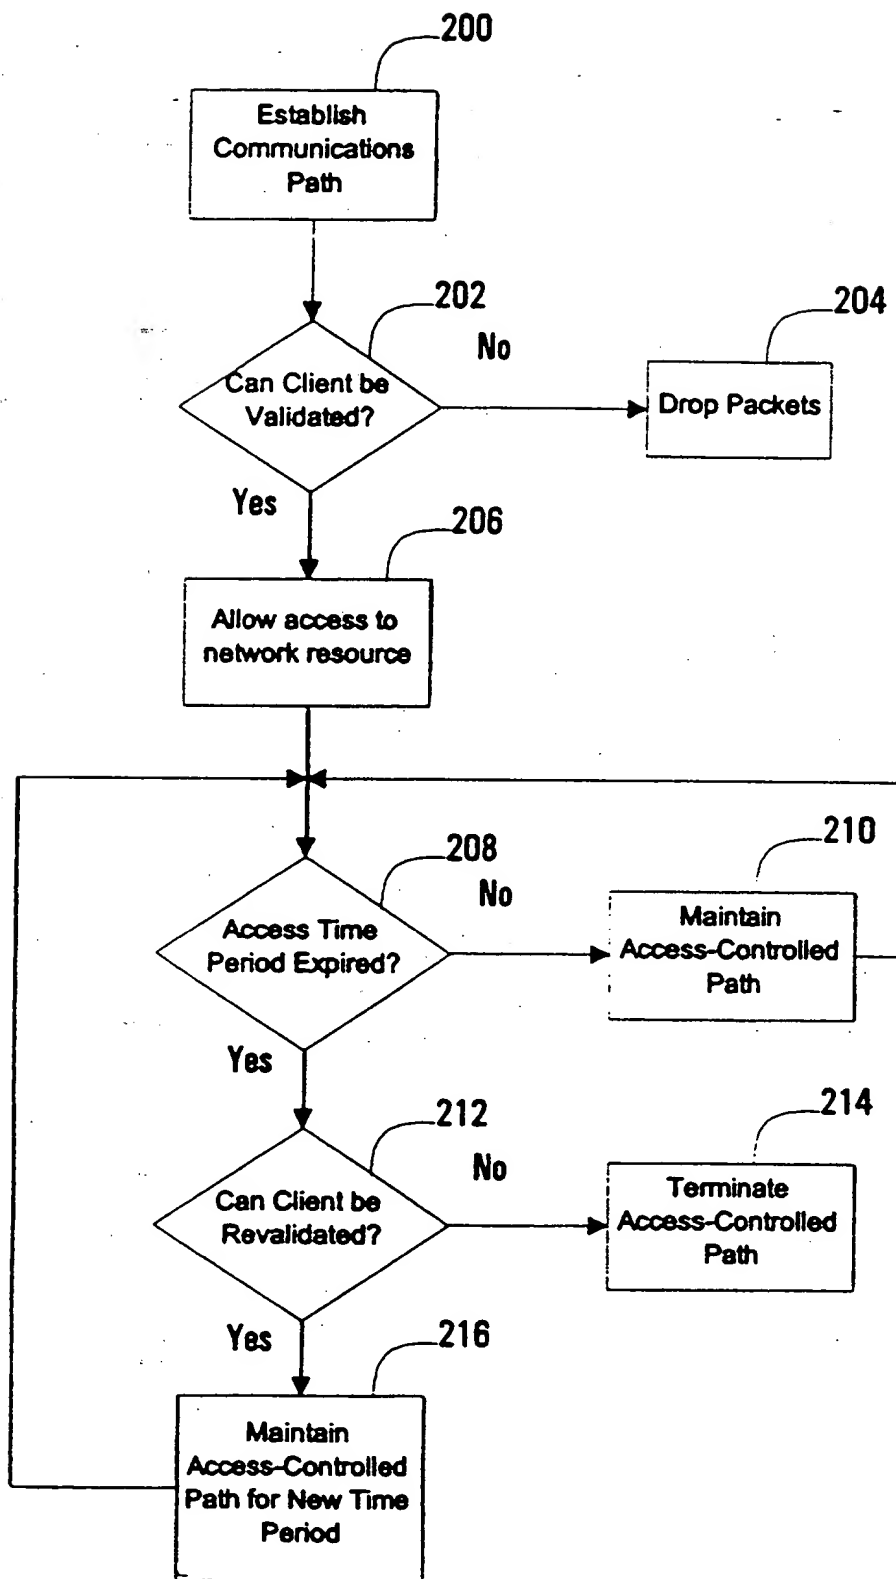 200
Establish
Communications
Path
202
No
204
Can Client be
Validated?
Drop Packets
Yes
206
Allow access to
network resource
208
No
210
Access Time
Period Expired?
Maintain
Access-Controlled
Path
Yes
212
No
214
Can Client be
Revalidated?
Terminate
Access-Controlled
Path
Yes
216
Maintain
Access-Controlled
Path for New Time
Period